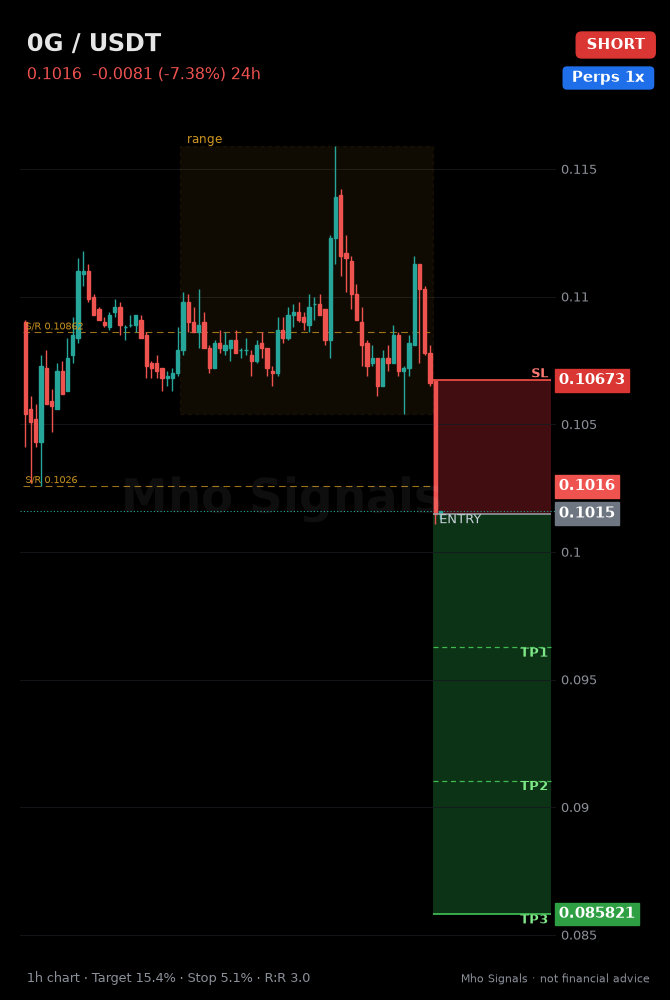 0G / USDT
SHORT
0.1016 -0.0081 (-7.38%) 24h
Perps 1x
range
0.115
0.11
S/R 0.10862
SL
0.10673
0.105
S/R 0.1026
Mho Signals
0.1016
0.1015
ENTRY
0.1
TP1
0.095
TP2
0.09
TP3
0.085821
0.085
1h chart · Target 15.4% · Stop 5.1% · R:R 3.0
Mho Signals · not financial advice